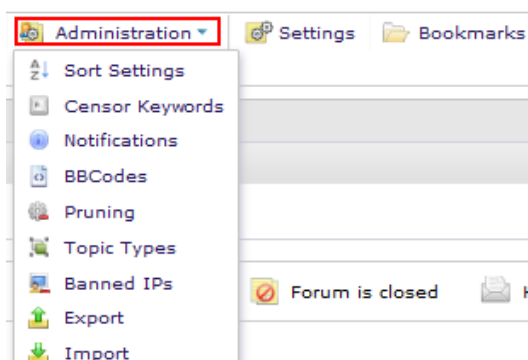 Administration Settings Bookmarks
Sort Settings
Censor Keywords
Notifications
BBCodes
Pruning
Topic Types
Banned IPs
Forum is closed
Export
Import